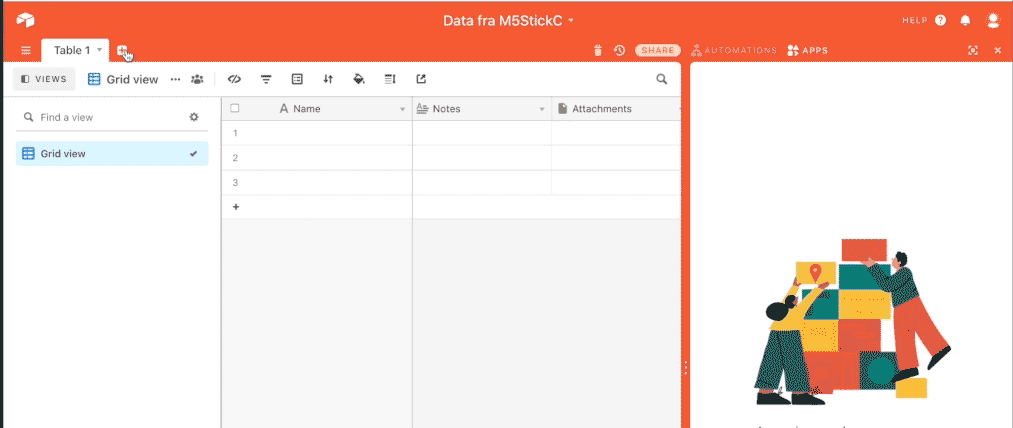 Data fra M5StickC
HELP
Table 1
SHARE
AUTOMATIONS
APPS
VIEWS
Grid view
Find a view
Name
Notes
Attachments
Grid view
1
2
3